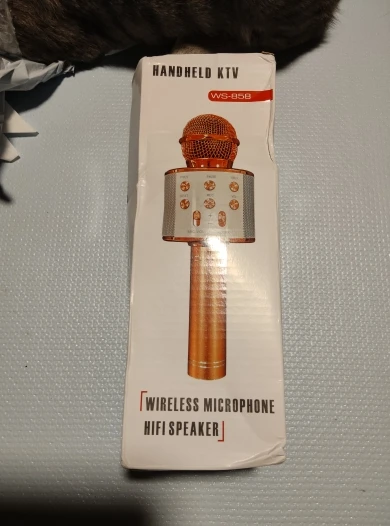 HANDHELD KTV
WS-858
WIRELESS MICROPHONE
HIFI SPEAKER